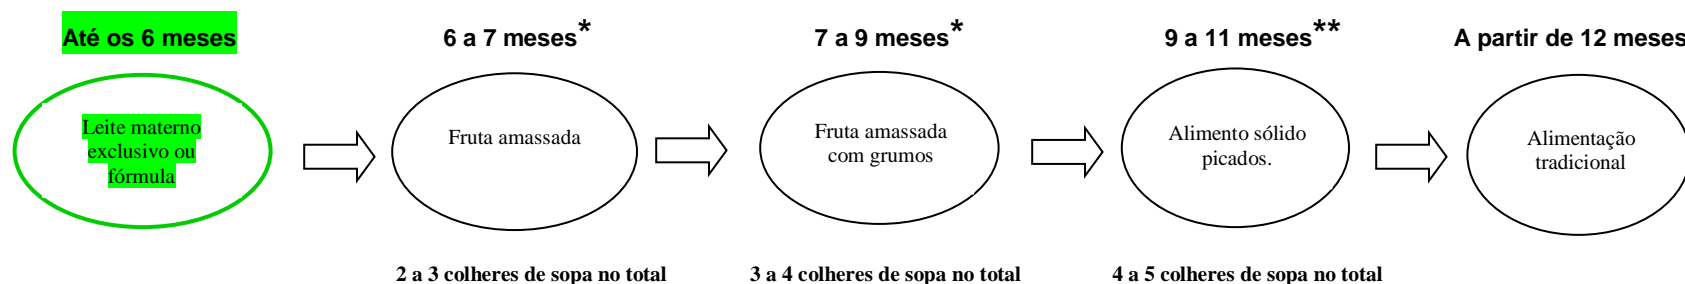 Até os 6 meses
6 a 7 meses*
7 a 9 meses*
9 a 11 meses**
A partir de 12 meses
Leite materno
exclusivo ou
fórmula
Fruta amassada
Fruta amassada
com grumos
Alimento sólido
picados.
Alimentação
tradicional
2 a 3 colheres de sopa no total
3 a 4 colheres de sopa no total
4 a 5 colheres de sopa no total